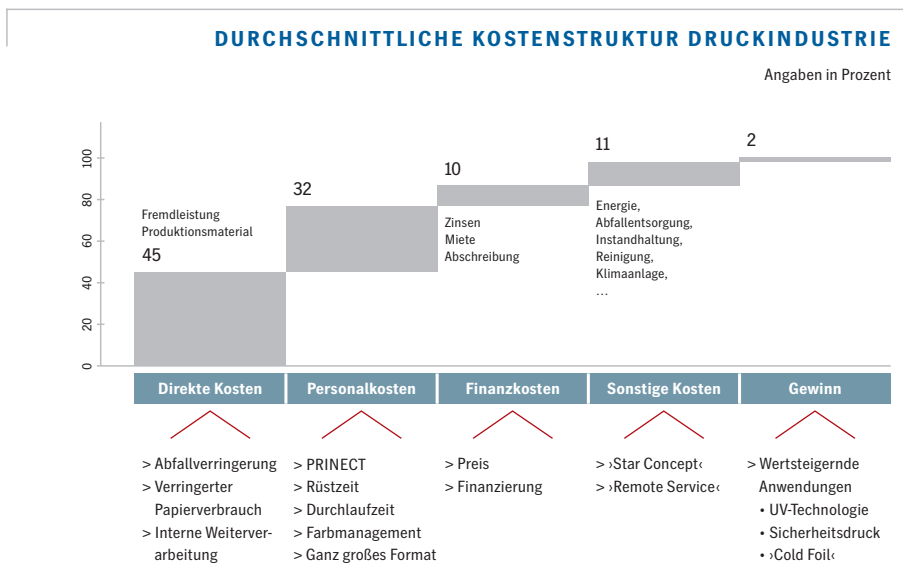 DURCHSCHNITTLICHE KOSTENSTRUKTUR DRUCKINDUSTRIE
Angaben in Prozent
100
80
60
40
20
0
Fremdleistung
Produktionsmaterial
45
32
10
Zinsen
Miete
Abschreibung
11
Energie,
Abfallentsorgung,
Instandhaltung,
Reinigung,
Klimaanlage,
…
2
Direkte Kosten
Personalkosten
Finanzkosten
Sonstige Kosten
Gewinn
> Abfallverringerung
> Verringerter
Papierverbrauch
> Interne Weiterver-
arbeitung
> PRINECT
> Rüstzeit
> Durchlaufzeit
> Farbmanagement
> Ganz großes Format
> Preis
> Finanzierung
> ›Star Concept‹
> ›Remote Service‹
> Wertsteigernde
Anwendungen
• UV-Technologie
• Sicherheitsdruck
• ›Cold Foil‹